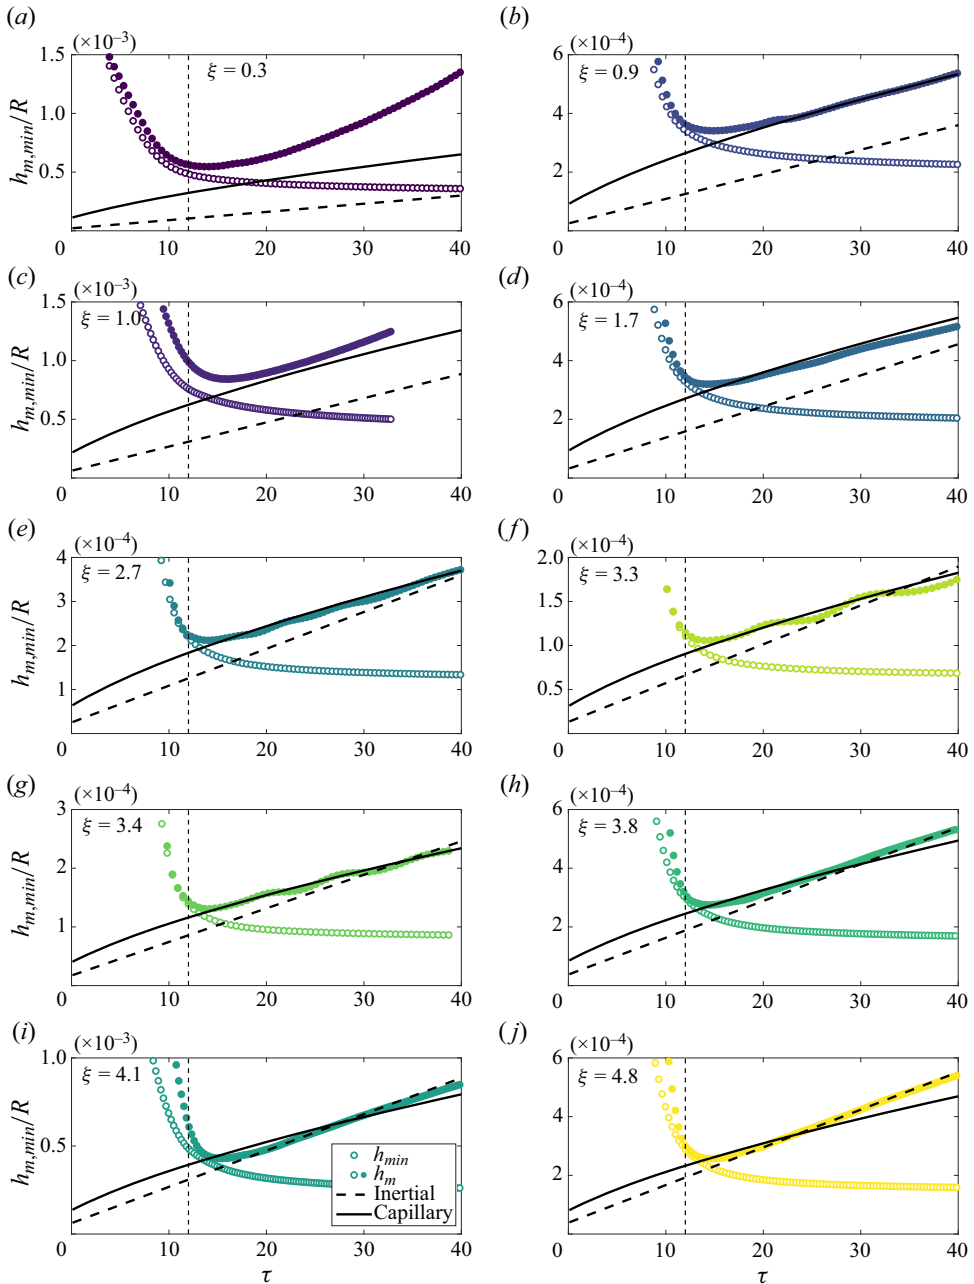 (a)
(×10⁻³)
1.5
1.0
0.5
h_{m,min}/R
ξ = 0.3
0 10 20 30 40
(b)
(×10⁻⁴)
6
4
2
ξ = 0.9
0 10 20 30 40
(c)
(×10⁻³)
1.5
1.0
0.5
h_{m,min}/R
ξ = 1.0
0 10 20 30 40
(d)
(×10⁻⁴)
6
4
2
ξ = 1.7
0 10 20 30 40
(e)
(×10⁻⁴)
4
3
2
1
h_{m,min}/R
ξ = 2.7
0 10 20 30 40
(f)
(×10⁻⁴)
2.0
1.5
1.0
0.5
ξ = 3.3
0 10 20 30 40
(g)
(×10⁻⁴)
3
2
1
h_{m,min}/R
ξ = 3.4
0 10 20 30 40
(h)
(×10⁻⁴)
6
4
2
ξ = 3.8
0 10 20 30 40
(i)
(×10⁻³)
1.0
0.5
h_{m,min}/R
ξ = 4.1
h_{min}
h_m
Inertial
Capillary
0 10 20 30 40
τ
(j)
(×10⁻⁴)
6
4
2
ξ = 4.8
0 10 20 30 40
τ